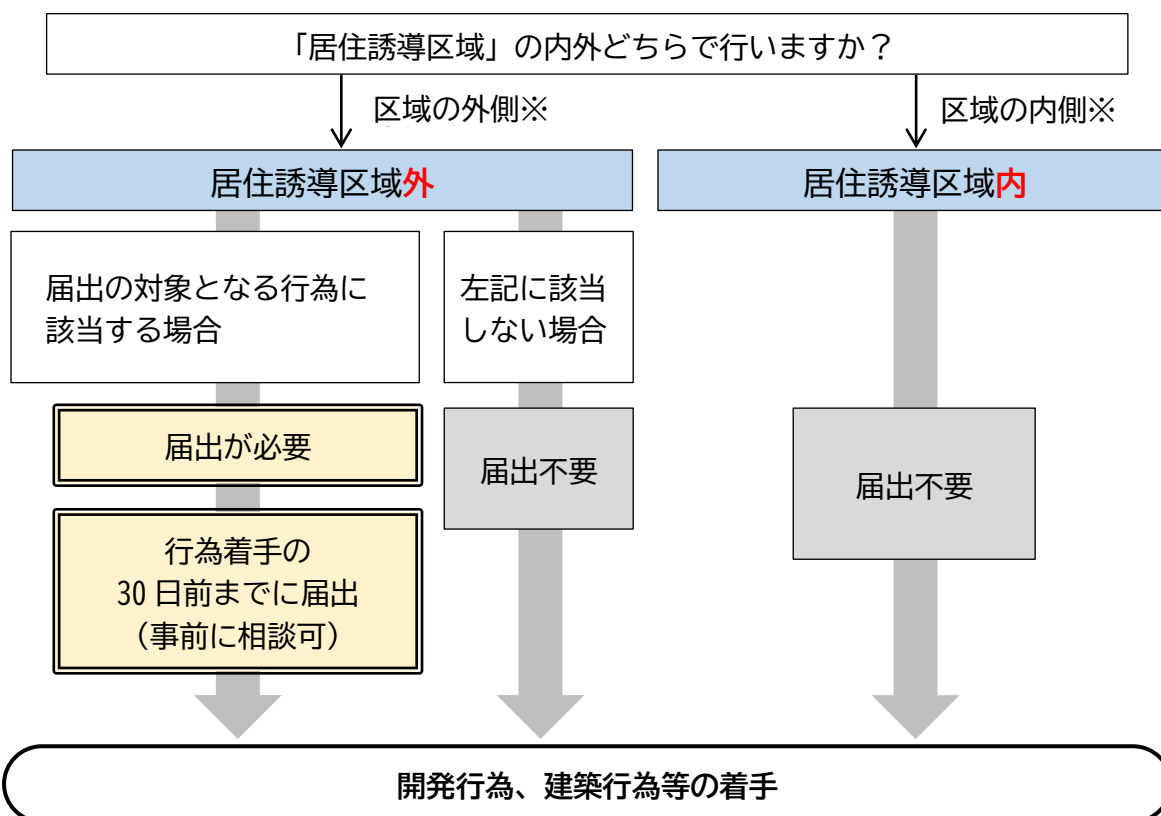 「居住誘導区域」の内外どちらで行いますか？
区域の外側※
区域の内側※
居住誘導区域外
居住誘導区域内
届出の対象となる行為に
該当する場合
左記に該当
しない場合
届出が必要
届出不要
届出不要
行為着手の
30日前までに届出
（事前に相談可）
開発行為、建築行為等の着手